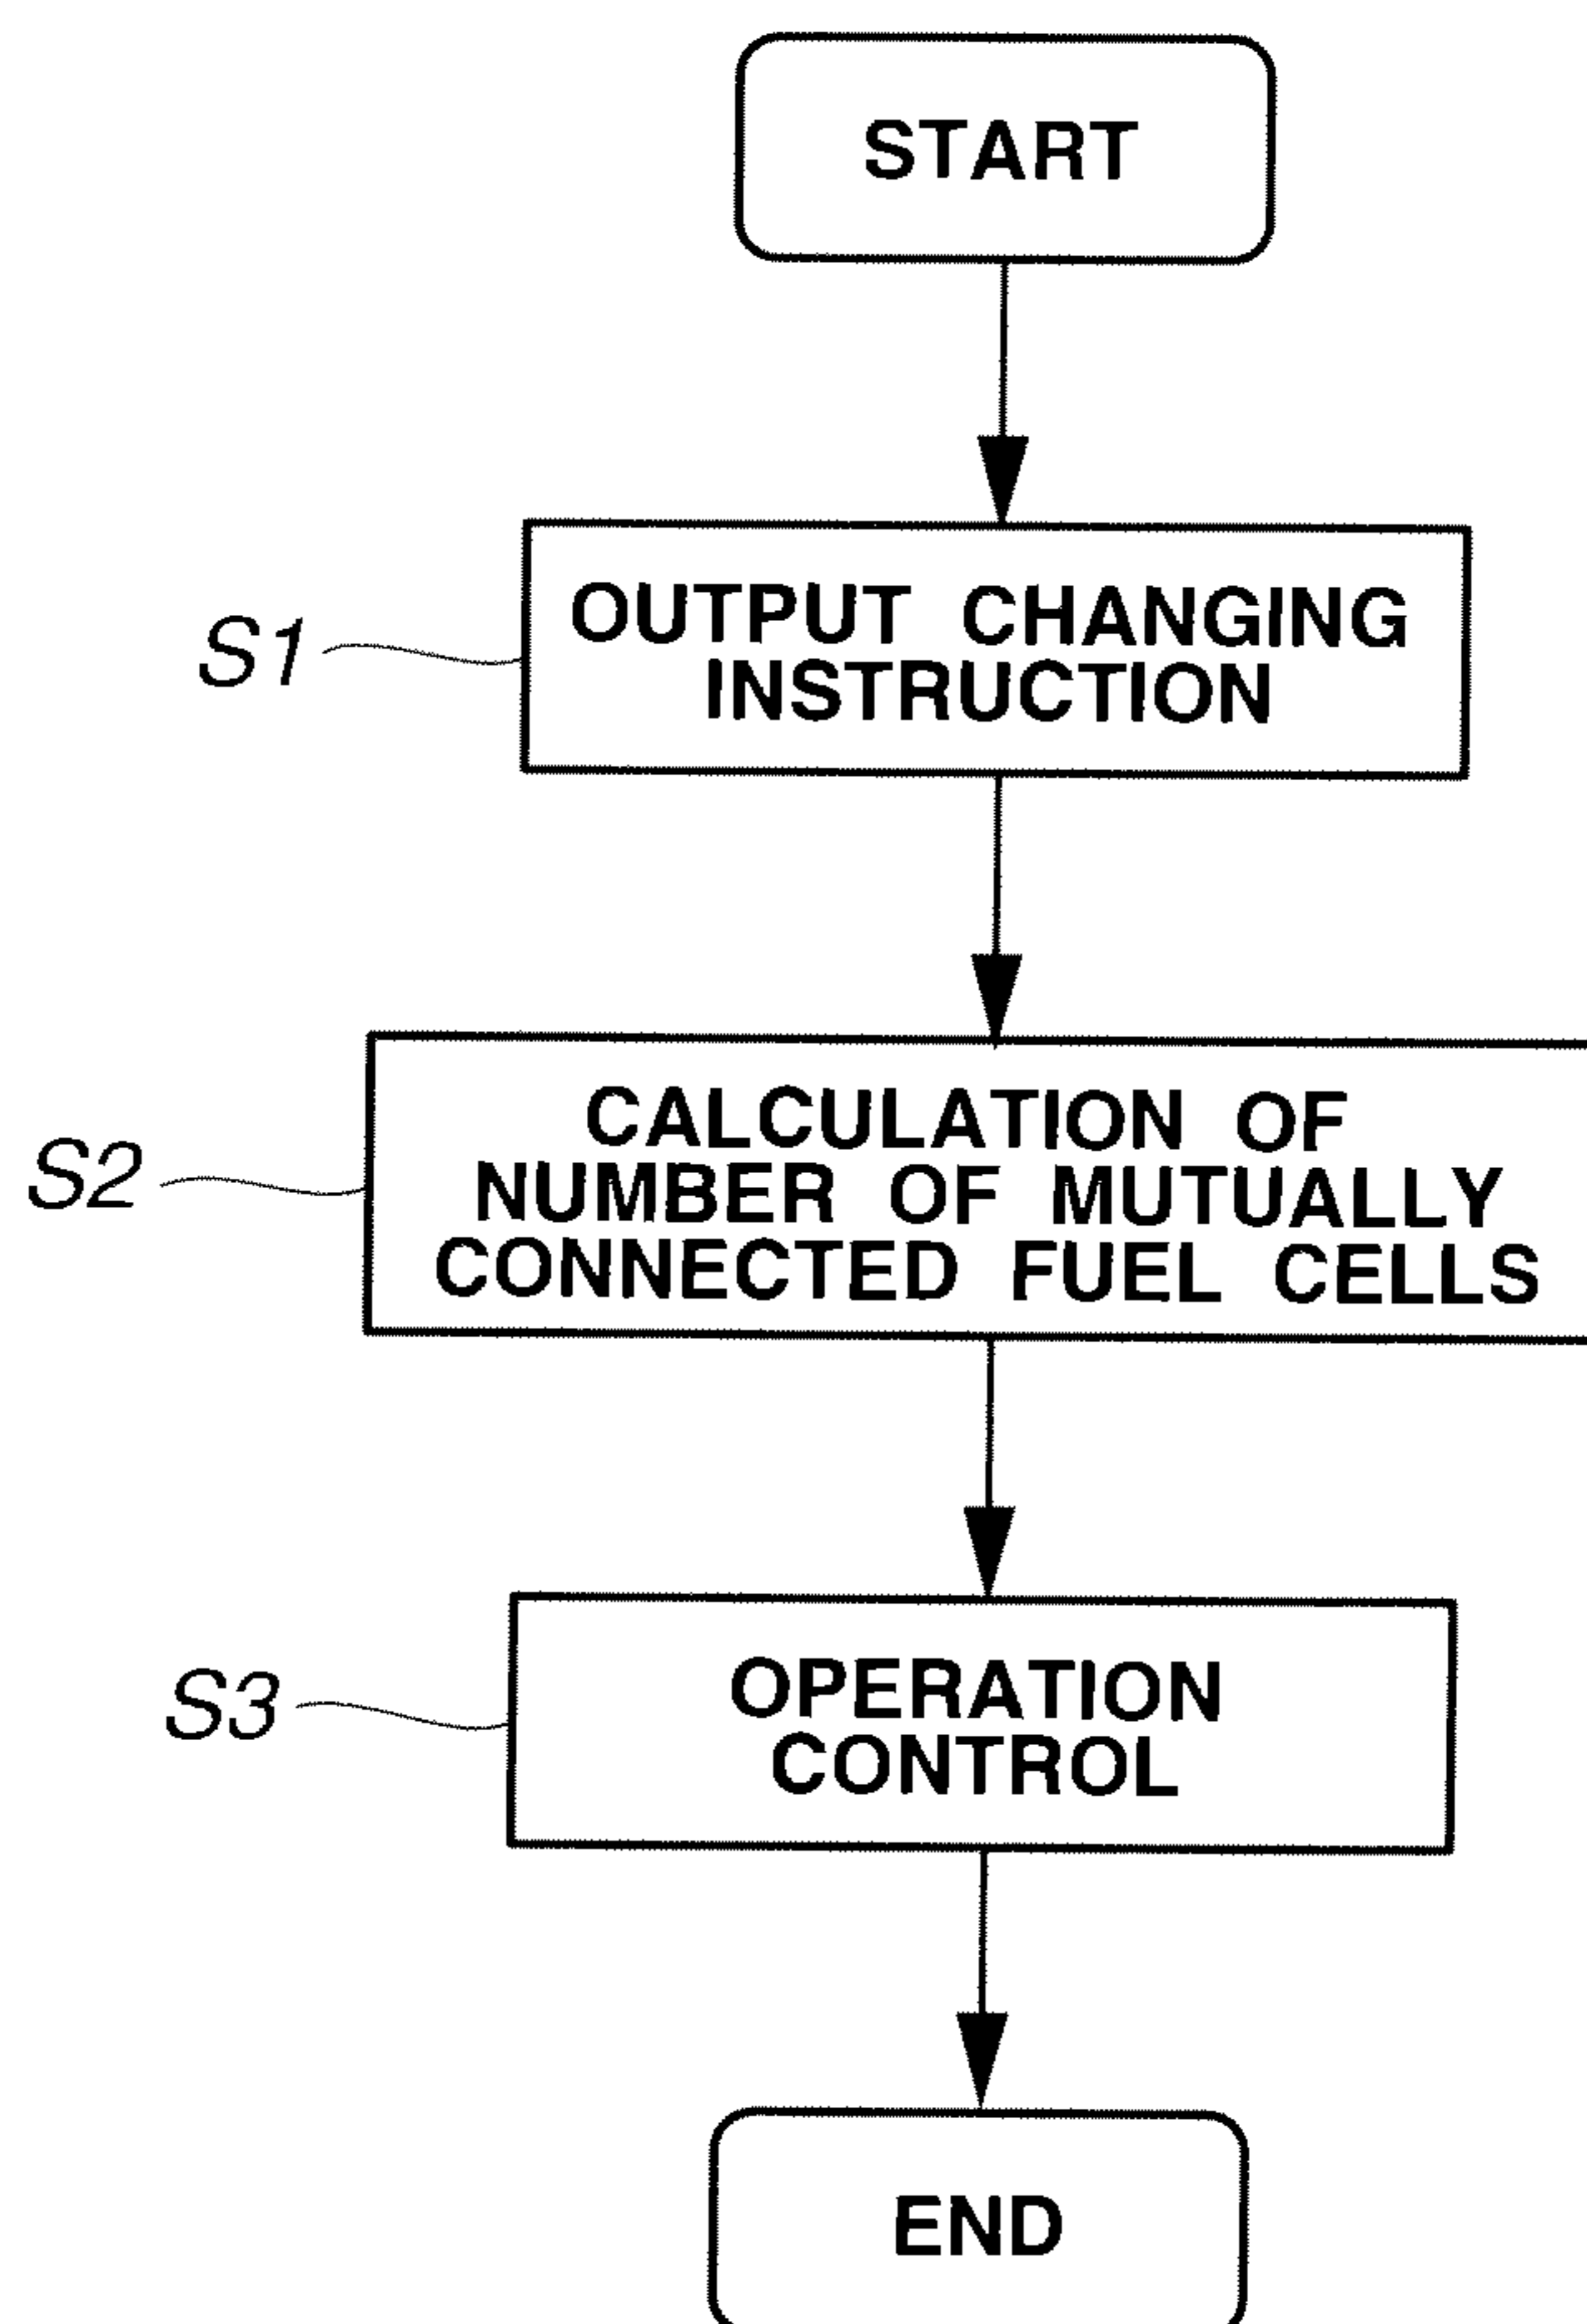 START
S1
OUTPUT CHANGING
INSTRUCTION
S2
CALCULATION OF
NUMBER OF MUTUALLY
CONNECTED FUEL CELLS
S3
OPERATION
CONTROL
END